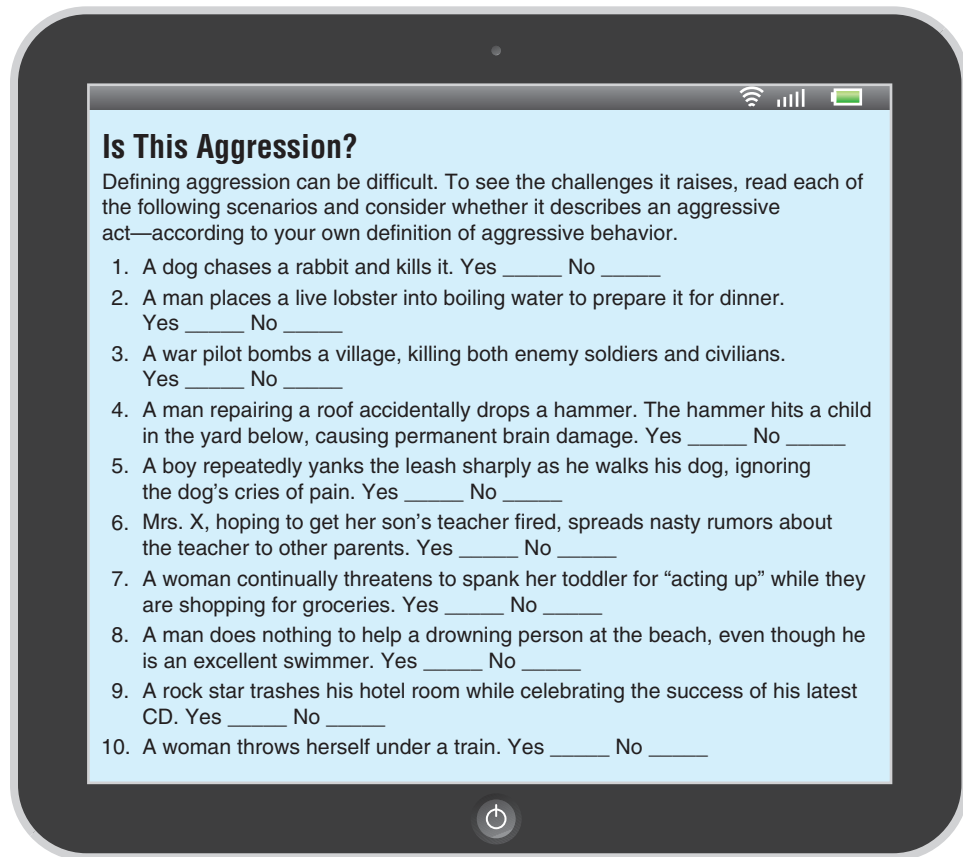 Is This Aggression?
Defining aggression can be difficult. To see the challenges it raises, read each of
the following scenarios and consider whether it describes an aggressive
act—according to your own definition of aggressive behavior.
1. A dog chases a rabbit and kills it. Yes _____ No _____
2. A man places a live lobster into boiling water to prepare it for dinner.
Yes _____ No _____
3. A war pilot bombs a village, killing both enemy soldiers and civilians.
Yes _____ No _____
4. A man repairing a roof accidentally drops a hammer. The hammer hits a child
in the yard below, causing permanent brain damage. Yes _____ No _____
5. A boy repeatedly yanks the leash sharply as he walks his dog, ignoring
the dog’s cries of pain. Yes _____ No _____
6. Mrs. X, hoping to get her son’s teacher fired, spreads nasty rumors about
the teacher to other parents. Yes _____ No _____
7. A woman continually threatens to spank her toddler for “acting up” while they
are shopping for groceries. Yes _____ No _____
8. A man does nothing to help a drowning person at the beach, even though he
is an excellent swimmer. Yes _____ No _____
9. A rock star trashes his hotel room while celebrating the success of his latest
CD. Yes _____ No _____
10. A woman throws herself under a train. Yes _____ No _____